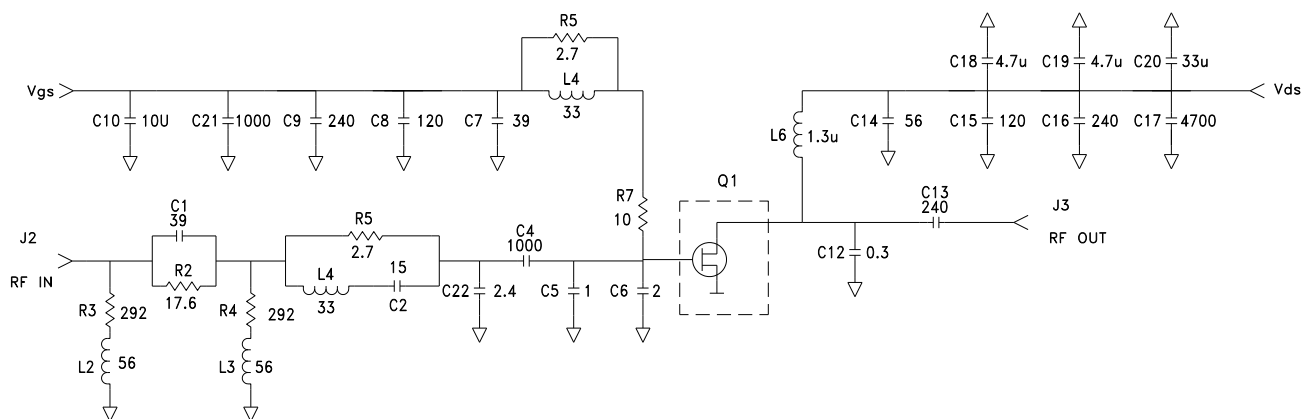 R5
2.7
L4
33
Vgs
C10 10U
C21 1000
C9 240
C8 120
C7 39
C18 4.7u
C19 4.7u
C20 33u
Vds
L6 1.3u
C14 56
C15 120
C16 240
C17 4700
R7
10
Q1
C13
240
J3
RF OUT
C12 0.3
J2
RF IN
C1
39
R2
17.6
R3 292
L2 56
R4 292
L3 56
R5
2.7
L4
33
15
C2
C22 2.4
C4
1000
C5 1
C6 2